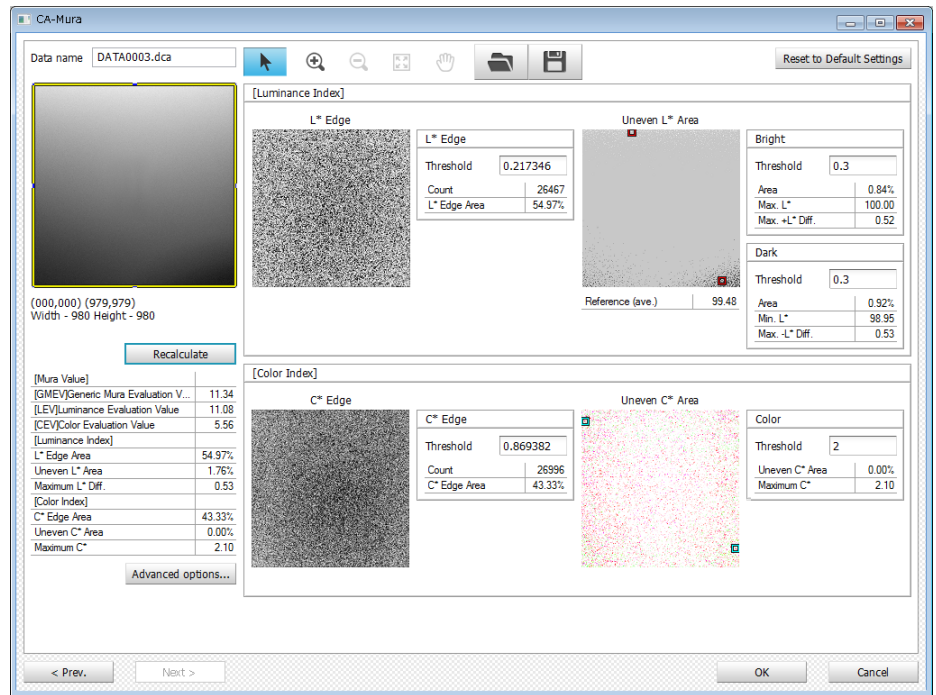 CA-Mura
Data name DATA0003.dca
Reset to Default Settings
(000,000) (979,979)
Width - 980 Height - 980
Recalculate
[Mura Value]
[GMEV]Generic Mura Evaluation V... 11.34
[LEV]Luminance Evaluation Value 11.08
[CEV]Color Evaluation Value 5.56
[Luminance Index]
L* Edge Area 54.97%
Uneven L* Area 1.76%
Maximum L* Diff. 0.53
[Color Index]
C* Edge Area 43.33%
Uneven C* Area 0.00%
Maximum C* 2.10
Advanced options...
[Luminance Index]
L* Edge
L* Edge
Threshold 0.217346
Count 26467
L* Edge Area 54.97%
Uneven L* Area
Reference (ave.) 99.48
Bright
Threshold 0.3
Area 0.84%
Max. L* 100.00
Max. +L* Diff. 0.52
Dark
Threshold 0.3
Area 0.92%
Min. L* 98.95
Max. -L* Diff. 0.53
[Color Index]
C* Edge
C* Edge
Threshold 0.869382
Count 26996
C* Edge Area 43.33%
Uneven C* Area
Color
Threshold 2
Uneven C* Area 0.00%
Maximum C* 2.10
< Prev.
Next >
OK
Cancel